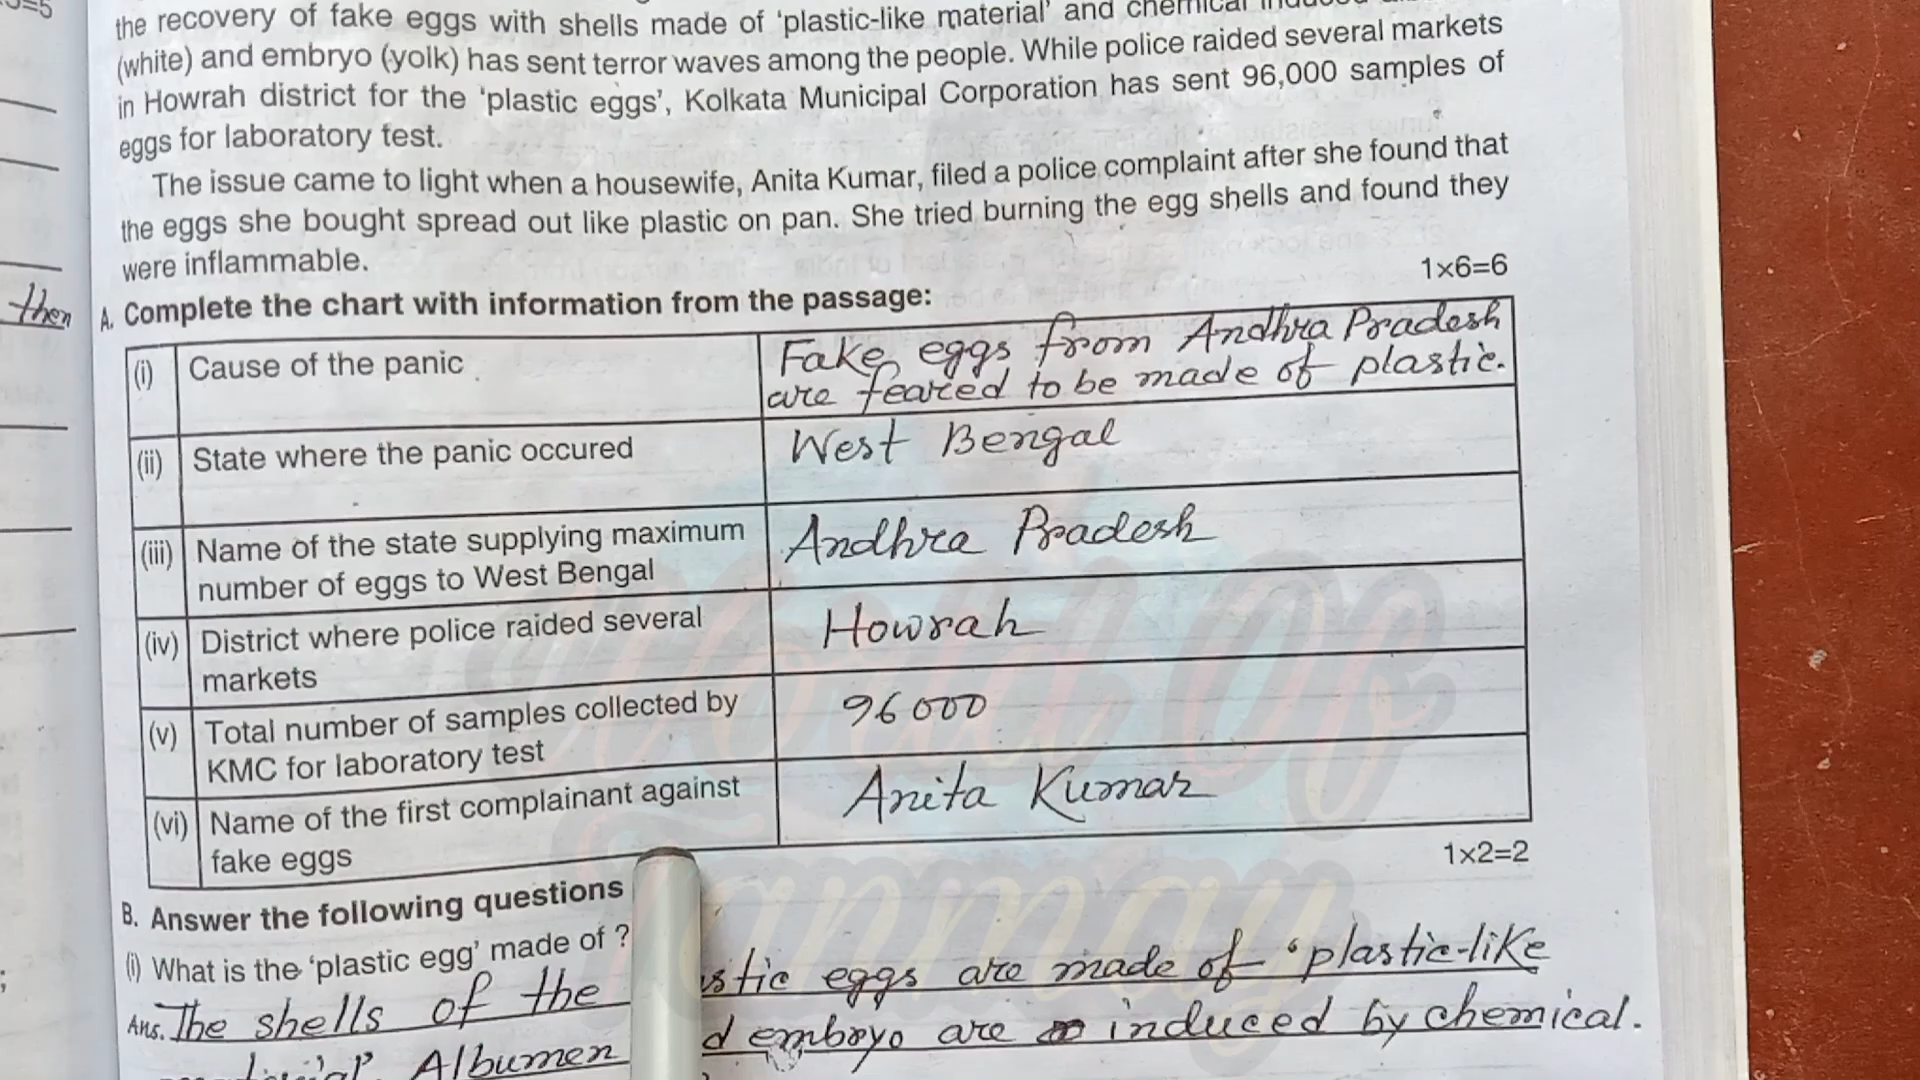 the recovery of fake eggs with shells made of 'plastic-like material' and chemical induced
(white) and embryo (yolk) has sent terror waves among the people. While police raided several markets
in Howrah district for the 'plastic eggs', Kolkata Municipal Corporation has sent 96,000 samples of
eggs for laboratory test.
The issue came to light when a housewife, Anita Kumar, filed a police complaint after she found that
the eggs she bought spread out like plastic on pan. She tried burning the egg shells and found they
were inflammable.
then
A. Complete the chart with information from the passage: 1×6=6
(i) Cause of the panic Fake eggs from Andhra Pradesh
are feared to be made of plastic.
(ii) State where the panic occured West Bengal
(iii) Name of the state supplying maximum
number of eggs to West Bengal Andhra Pradesh
(iv) District where police raided several
markets Howrah
(v) Total number of samples collected by
KMC for laboratory test 96000
(vi) Name of the first complainant against
fake eggs Anita Kumar
B. Answer the following questions 1×2=2
(i) What is the 'plastic egg' made of ?
Ans. The shells of the stic eggs are made of 'plastic-like
Albumen d embryo are induced by chemical.
World Of
Tanmay